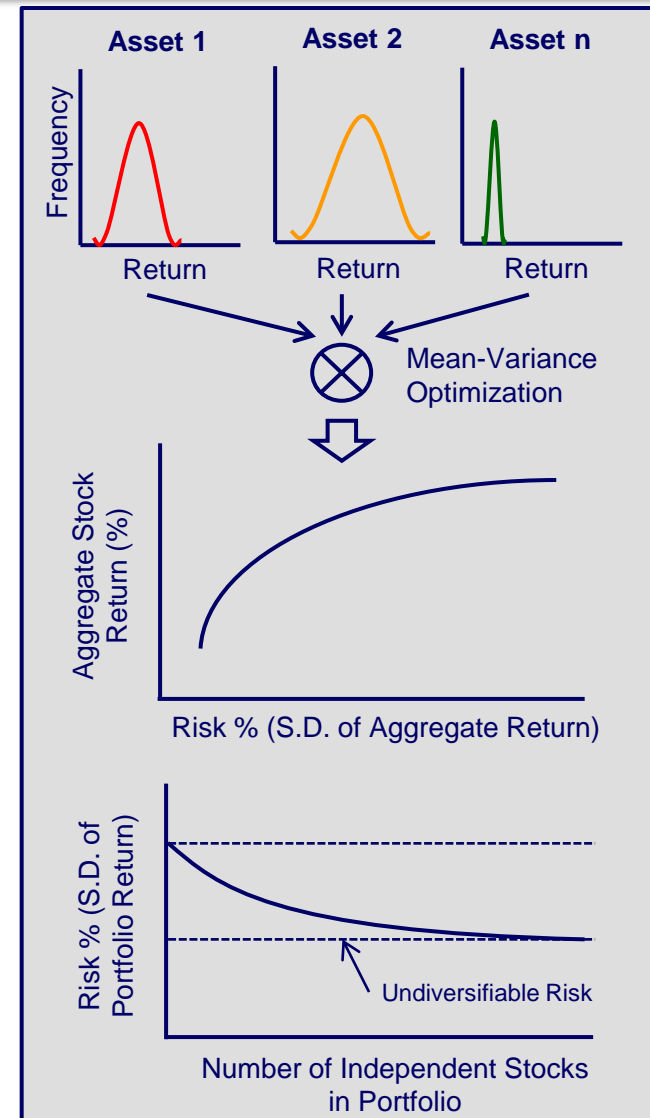 Asset 1
Asset 2
Asset n
Frequency
Return
Return
Return
Mean-Variance
Optimization
Aggregate Stock
Return (%)
Risk % (S.D. of Aggregate Return)
Risk % (S.D. of
Portfolio Return)
Undiversifiable Risk
Number of Independent Stocks
in Portfolio